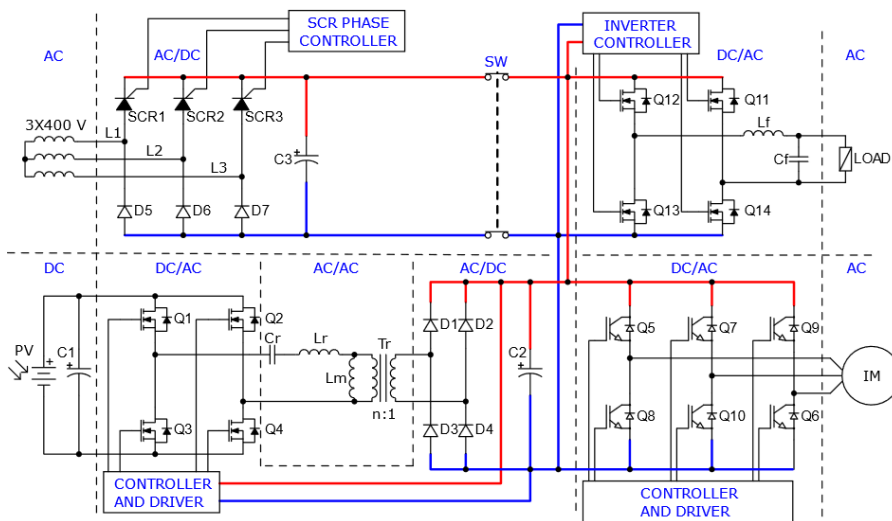 SCR PHASE
CONTROLLER
INVERTER
CONTROLLER
AC
AC/DC
SW
DC/AC
AC
SCR1
SCR2
SCR3
Q12
Q11
3X400 V
L1
L2
L3
C3
+
Lf
Cf
LOAD
D5
D6
D7
Q13
Q14
DC
DC/AC
AC/AC
AC/DC
DC/AC
AC
Q1
Q2
D1
D2
Q5
Q7
Q9
PV
+
C1
+
Cr
Lr
Lm
Tr
n:1
C2
+
IM
Q3
Q4
D3
D4
Q8
Q10
Q6
CONTROLLER
AND DRIVER
CONTROLLER
AND DRIVER